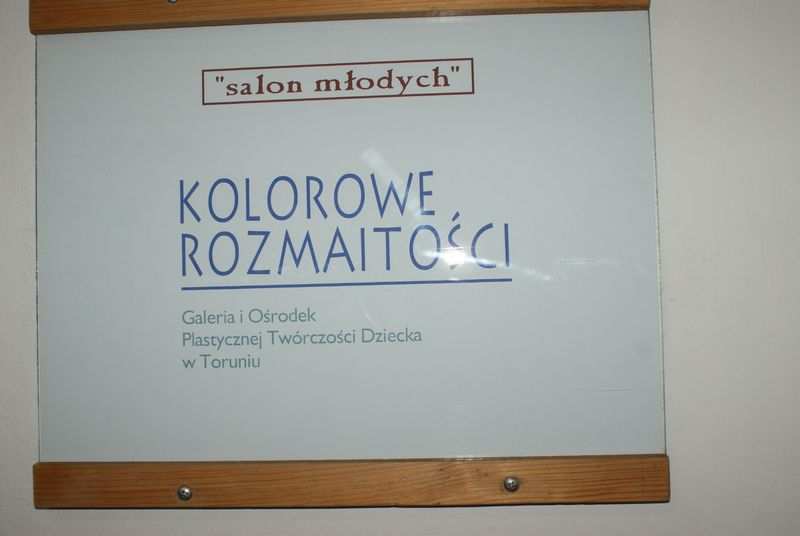 "salon młodych"
KOLOROWE
ROZMAITOŚCI
Galeria i Ośrodek
Plastycznej Twórczości Dziecka
w Toruniu